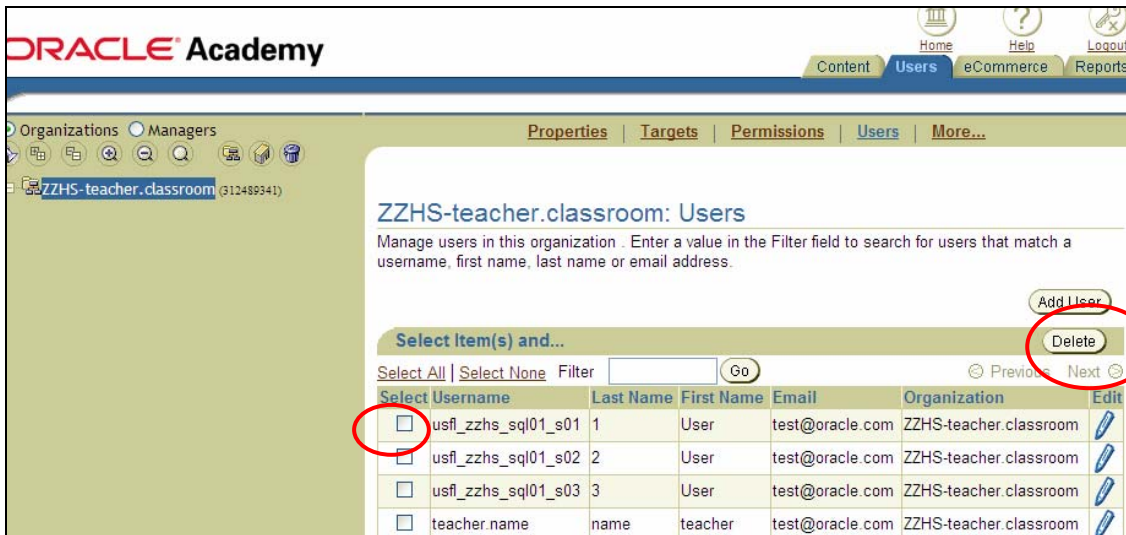 Home Help Logout
ORACLE Academy
Content Users eCommerce Reports
Organizations Managers
Properties | Targets | Permissions | Users | More...
ZZHS-teacher.classroom (312489341)
ZZHS-teacher.classroom: Users
Manage users in this organization . Enter a value in the Filter field to search for users that match a
username, first name, last name or email address.
Add User
Select Item(s) and... Delete
Select All | Select None Filter Go Previous Next
Select Username Last Name First Name Email Organization Edit
usfl_zzhs_sql01_s01 1 User test@oracle.com ZZHS-teacher.classroom
usfl_zzhs_sql01_s02 2 User test@oracle.com ZZHS-teacher.classroom
usfl_zzhs_sql01_s03 3 User test@oracle.com ZZHS-teacher.classroom
teacher.name name teacher test@oracle.com ZZHS-teacher.classroom